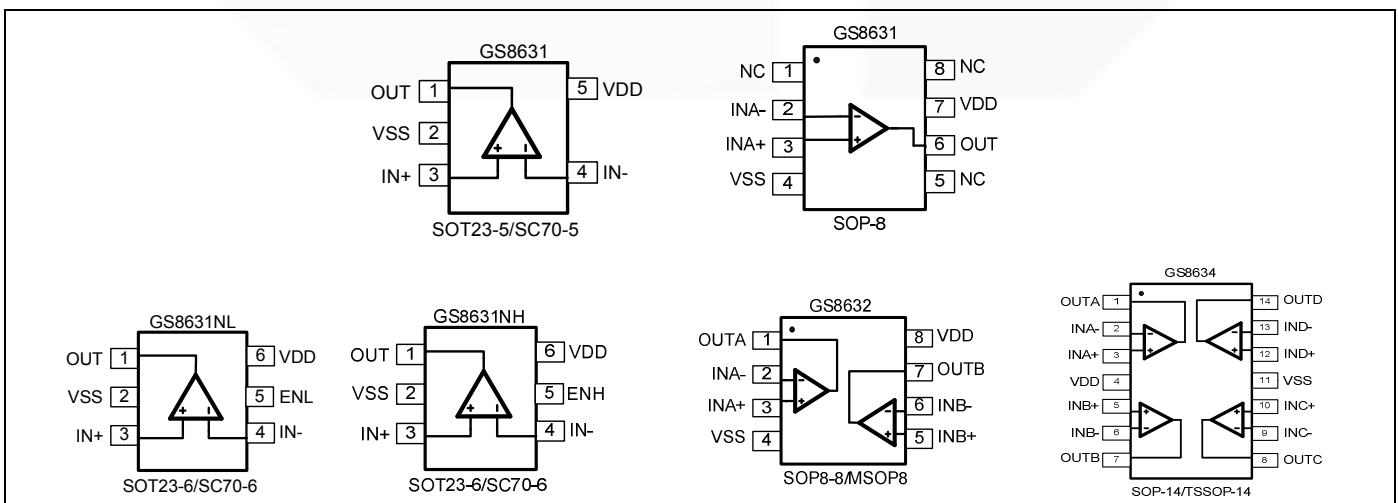 GS8631
OUT 1 5 VDD
VSS 2
IN+ 3 4 IN-
+ -
SOT23-5/SC70-5
GS8631
NC 1 8 NC
INA- 2 7 VDD
INA+ 3 6 OUT
VSS 4 5 NC
-
+
SOP-8
GS8631NL
OUT 1 6 VDD
VSS 2 5 ENL
IN+ 3 4 IN-
+ -
SOT23-6/SC70-6
GS8631NH
OUT 1 6 VDD
VSS 2 5 ENH
IN+ 3 4 IN-
+ -
SOT23-6/SC70-6
GS8632
OUTA 1 8 VDD
INA- 2 7 OUTB
INA+ 3 6 INB-
VSS 4 5 INB+
- +
- +
SOP8-8/MSOP8
GS8634
OUTA 1 14 OUTD
INA- 2 13 IND-
INA+ 3 12 IND+
VDD 4 11 VSS
INB+ 5 10 INC+
INB- 6 9 INC-
OUTB 7 8 OUTC
- +
- +
+ -
+ -
SOP-14/TSSOP-14